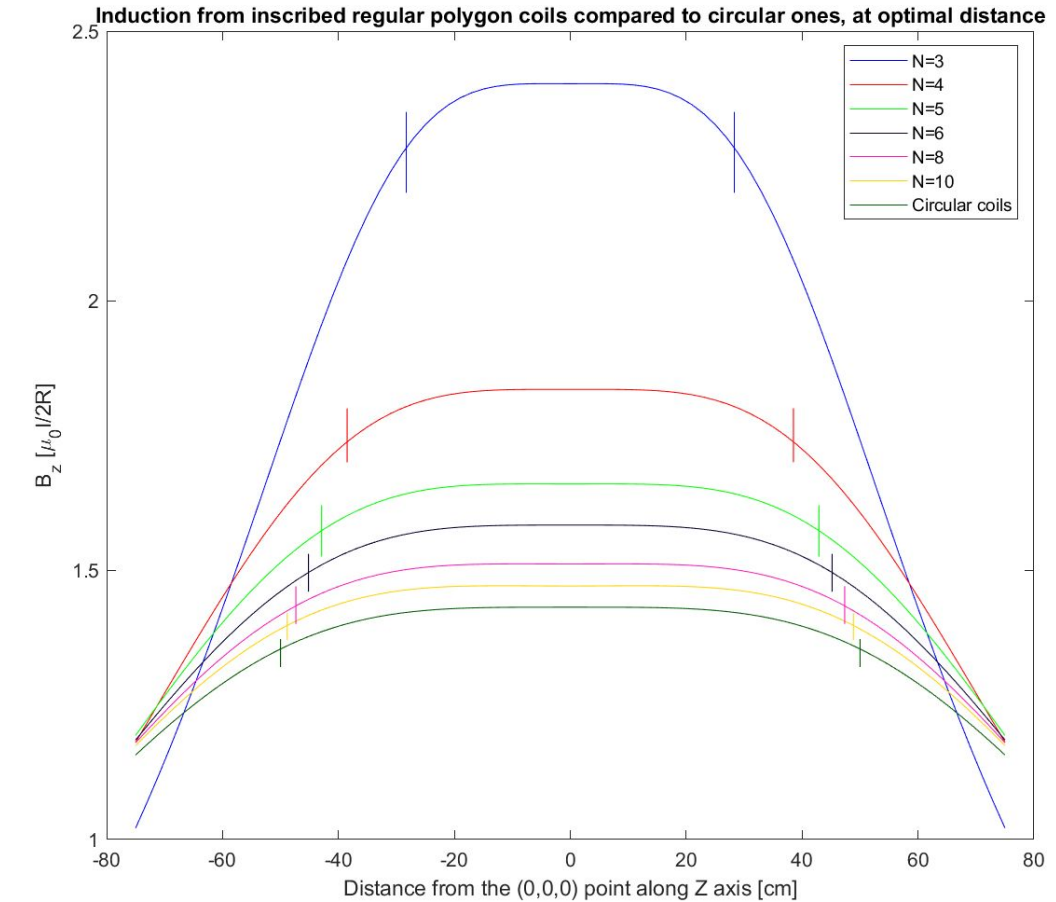 Induction from inscribed regular polygon coils compared to circular ones, at optimal distance
2.5
2
1.5
1
B_z [μ_0I/2R]
N=3
N=4
N=5
N=6
N=8
N=10
Circular coils
-80 -60 -40 -20 0 20 40 60 80
Distance from the (0,0,0) point along Z axis [cm]